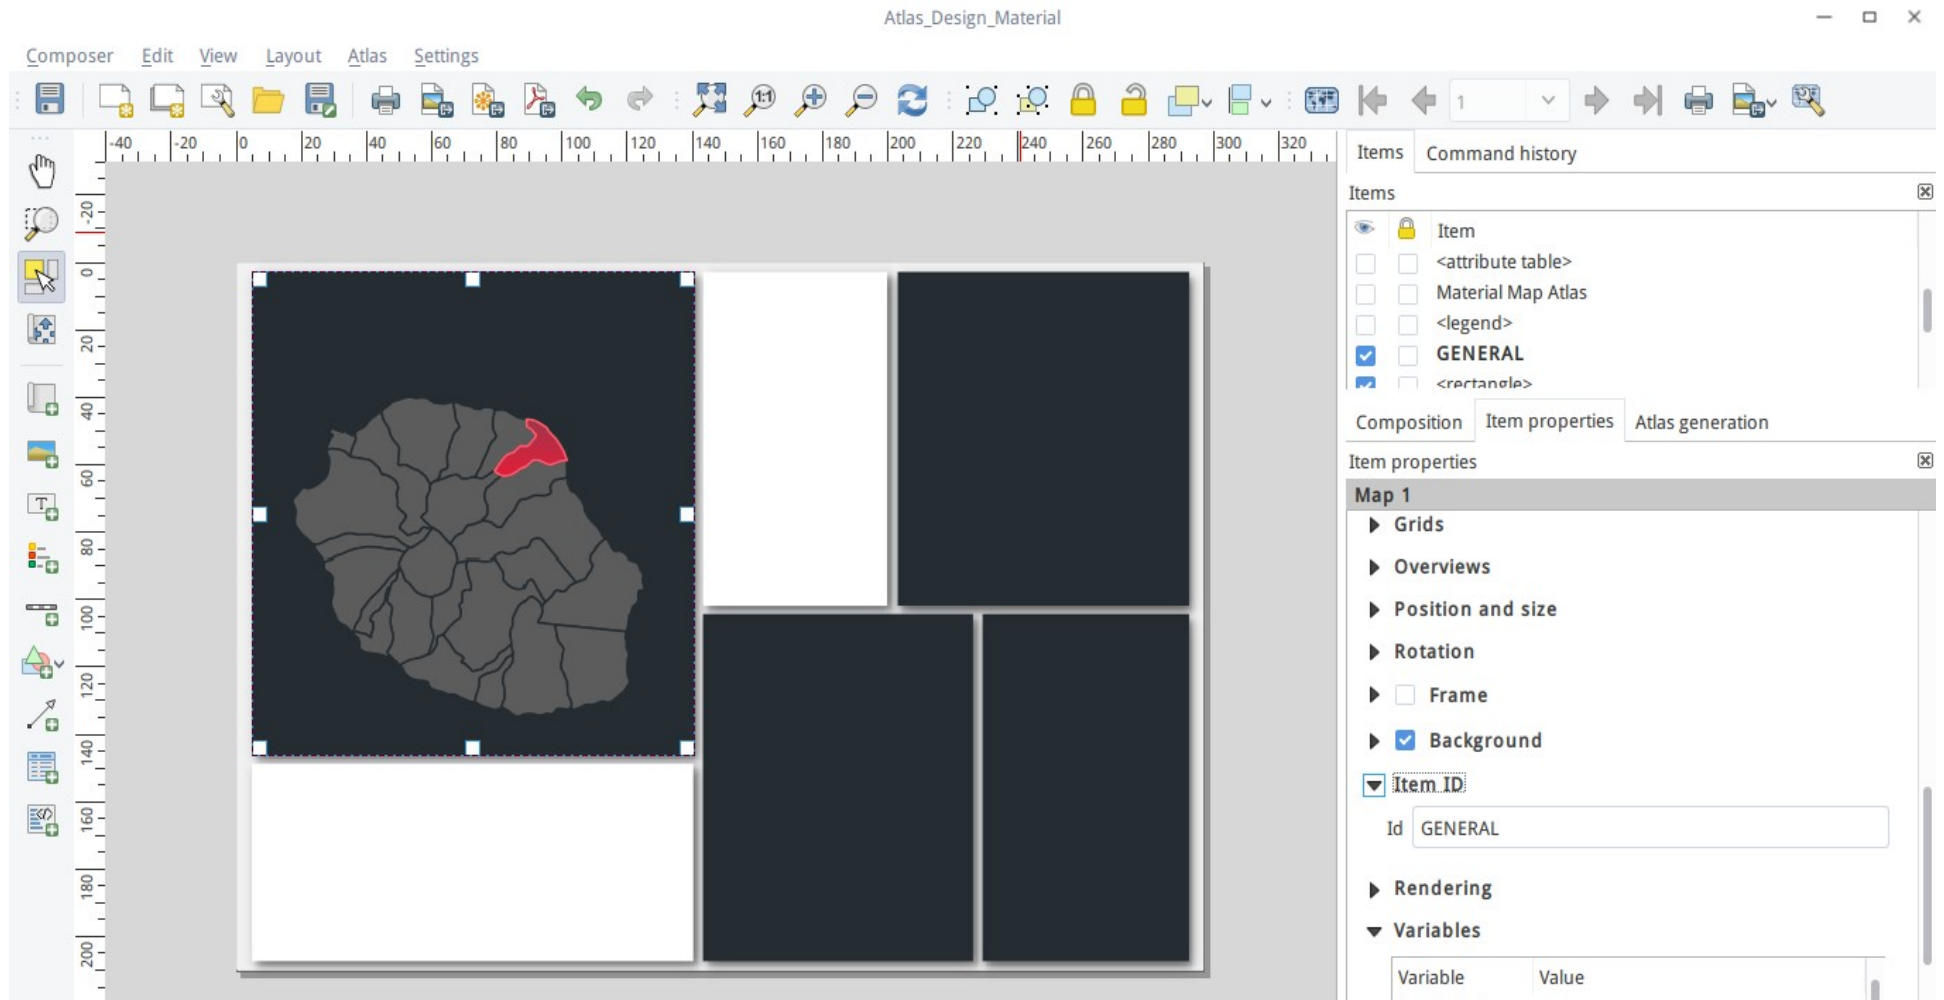 Atlas_Design_Material
Composer Edit View Layout Atlas Settings
1:1
1
-40 -20 0 20 40 60 80 100 120 140 160 180 200 220 240 260 280 300 320
-20
0
20
40
60
80
100
120
140
160
180
200
T
Items Command history
Items
Item
<attribute table>
Material Map Atlas
<legend>
GENERAL
<rectangle>
Composition Item properties Atlas generation
Item properties
Map 1
Grids
Overviews
Position and size
Rotation
Frame
Background
Item ID
Id GENERAL
Rendering
Variables
Variable Value